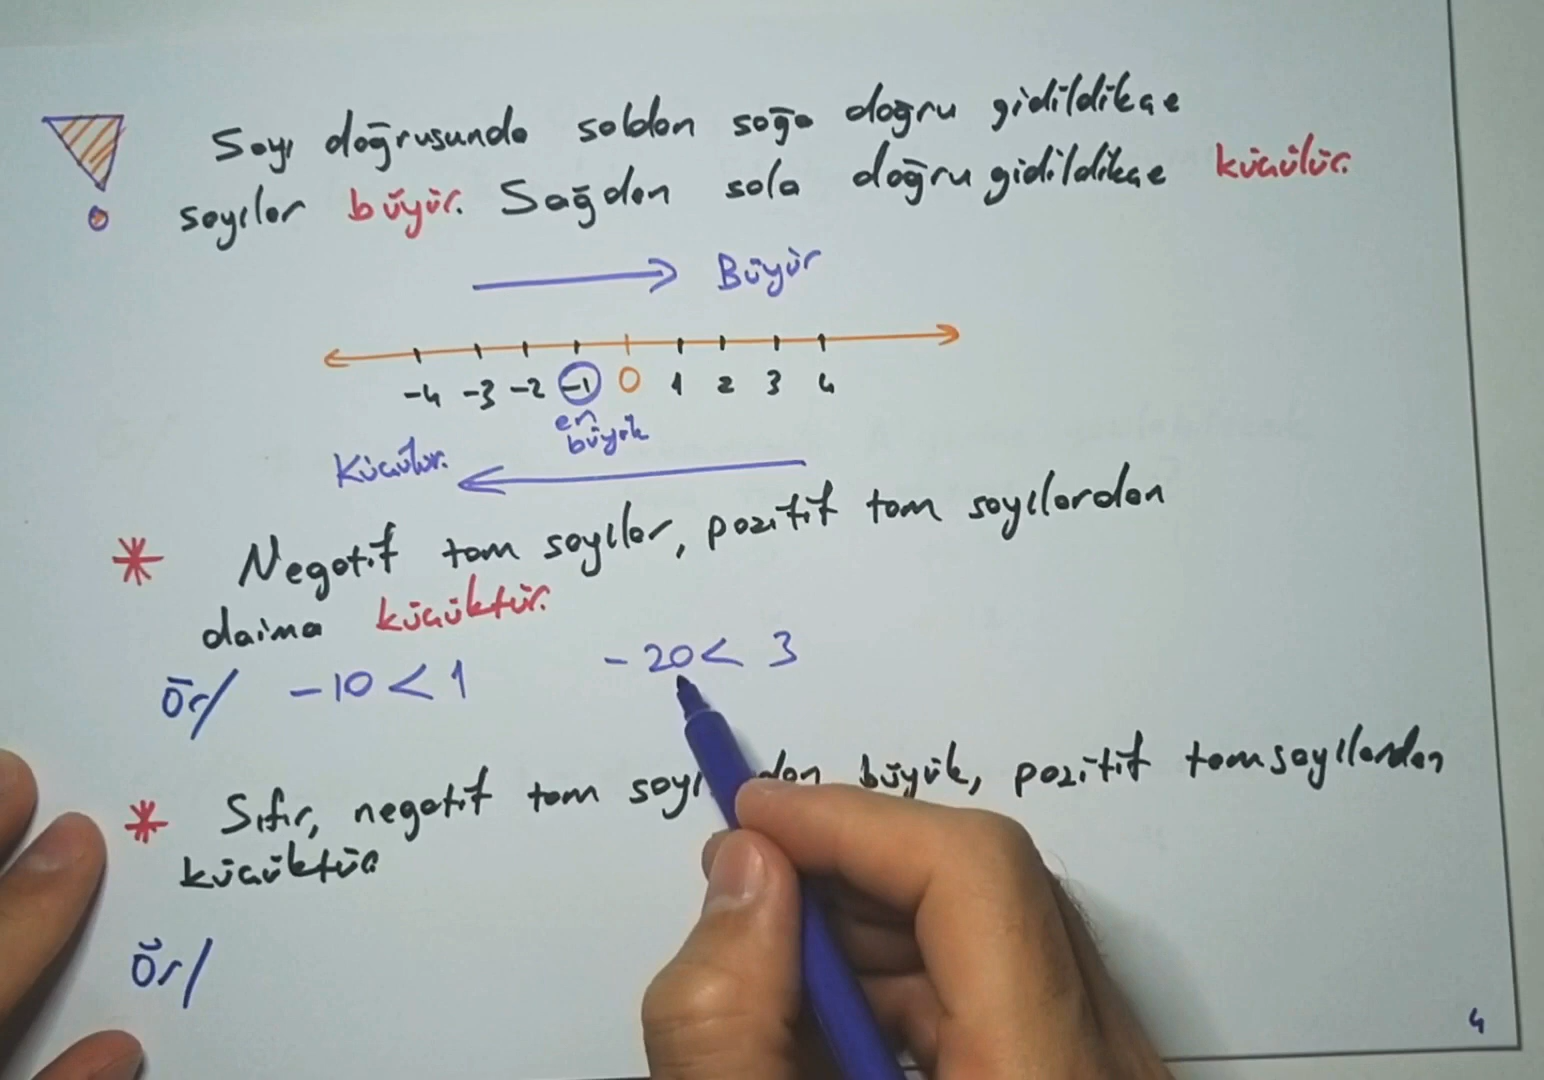 Sayı doğrusunda soldan sağa doğru gidildikçe
sayılar büyür. Sağdan sola doğru gidildikçe küçülür.
Büyür
-4 -3 -2 -1 0 1 2 3 4
en
büyük
Küçülür.
* Negatif tam sayılar, pozitif tam sayılardan
daima küçüktür.
Ör/ -10 < 1 -20 < 3
* Sıfır, negatif tam büyük, pozitif tam sayılardan
küçüktür
Ör/
4